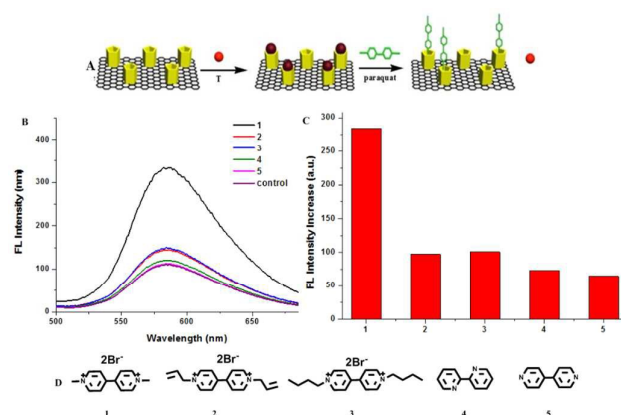 A
T
paraquat
B
C
FL Intensity (nm)
400
300
200
100
0
500
550
600
650
Wavelength (nm)
1
2
3
4
5
control
FL Intensity Increase (a.u.)
300
250
200
150
100
50
0
1
2
3
4
5
D
2Br⁻
2Br⁻
2Br⁻
N
N
N
N
N
N
N
N
N
N
1
2
3
4
5